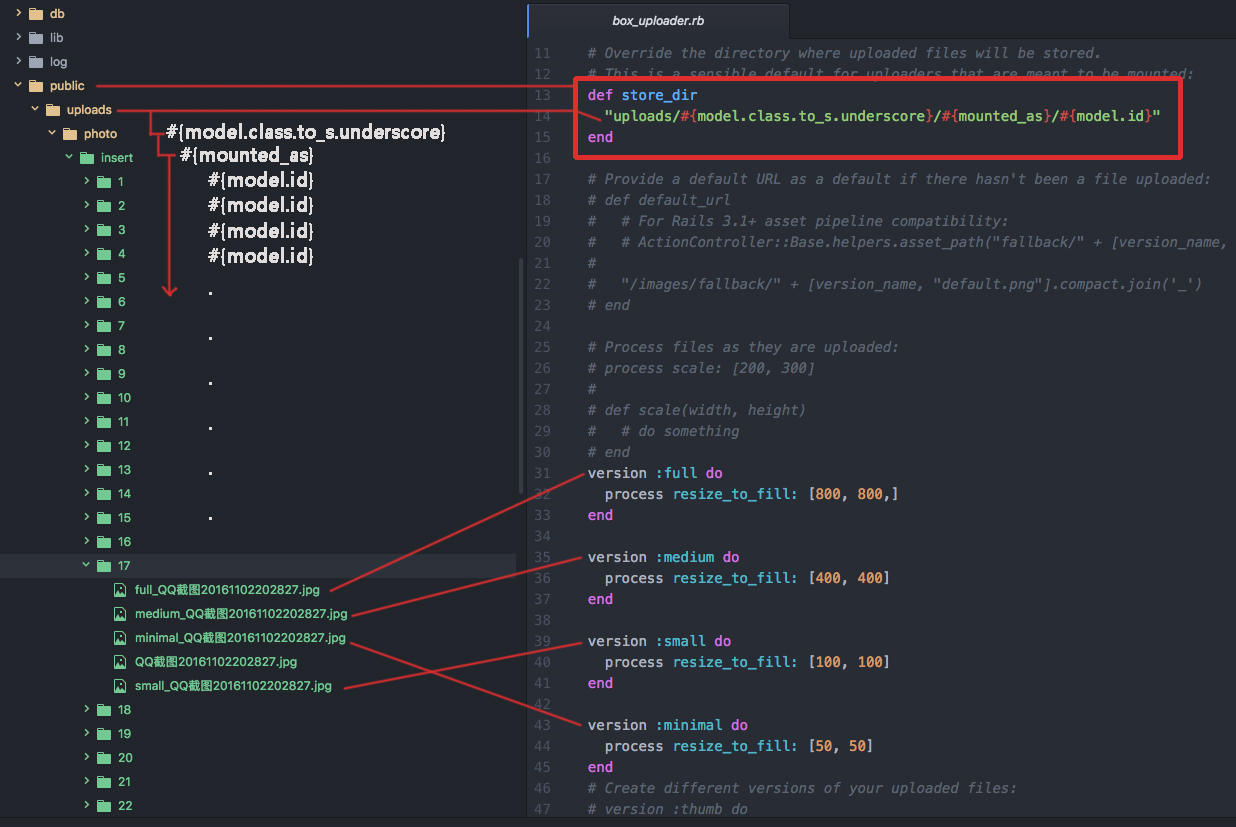 db
lib
log
public
uploads
photo
#{model.class.to_s.underscore}
insert
#{mounted_as}
1
#{model.id}
2
#{model.id}
3
#{model.id}
4
#{model.id}
5
6
.
7
8
.
9
10
.
11
.
12
13
.
14
15
.
16
17
full_QQ截图20161102202827.jpg
medium_QQ截图20161102202827.jpg
minimal_QQ截图20161102202827.jpg
QQ截图20161102202827.jpg
small_QQ截图20161102202827.jpg
18
19
20
21
22
box_uploader.rb
11 # Override the directory where uploaded files will be stored.
12 # This is a sensible default for uploaders that are meant to be mounted:
13 def store_dir
14 "uploads/#{model.class.to_s.underscore}/#{mounted_as}/#{model.id}"
15 end
16
17 # Provide a default URL as a default if there hasn't been a file uploaded:
18 # def default_url
19 # # For Rails 3.1+ asset pipeline compatibility:
20 # # ActionController::Base.helpers.asset_path("fallback/" + [version_name,
21 #
22 # "/images/fallback/" + [version_name, "default.png"].compact.join('_')
23 # end
24
25 # Process files as they are uploaded:
26 # process scale: [200, 300]
27 #
28 # def scale(width, height)
29 # # do something
30 # end
31 version :full do
32 process resize_to_fill: [800, 800,]
33 end
34
35 version :medium do
36 process resize_to_fill: [400, 400]
37 end
38
39 version :small do
40 process resize_to_fill: [100, 100]
41 end
42
43 version :minimal do
44 process resize_to_fill: [50, 50]
45 end
46 # Create different versions of your uploaded files:
47 # version :thumb do